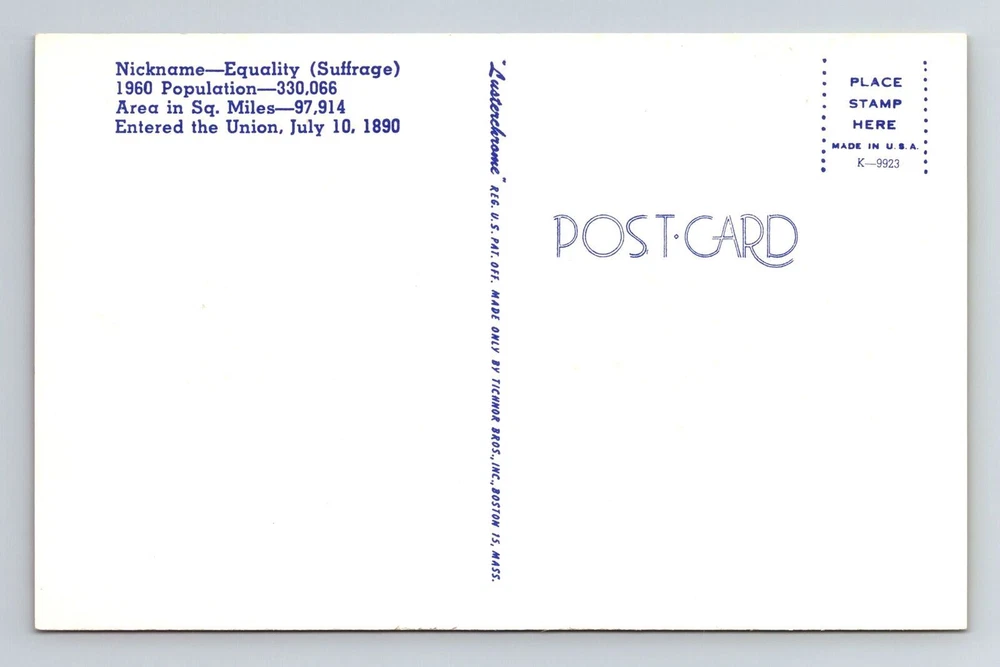 Nickname—Equality (Suffrage)
1960 Population—330,066
Area in Sq. Miles—97,914
Entered the Union, July 10, 1890
"Lusterchrome" REG. U.S. PAT. OFF. MADE ONLY BY TICHNOR BROS., INC., BOSTON 15, MASS.
PLACE
STAMP
HERE
MADE IN U.S.A.
K—9923
POST·CARD